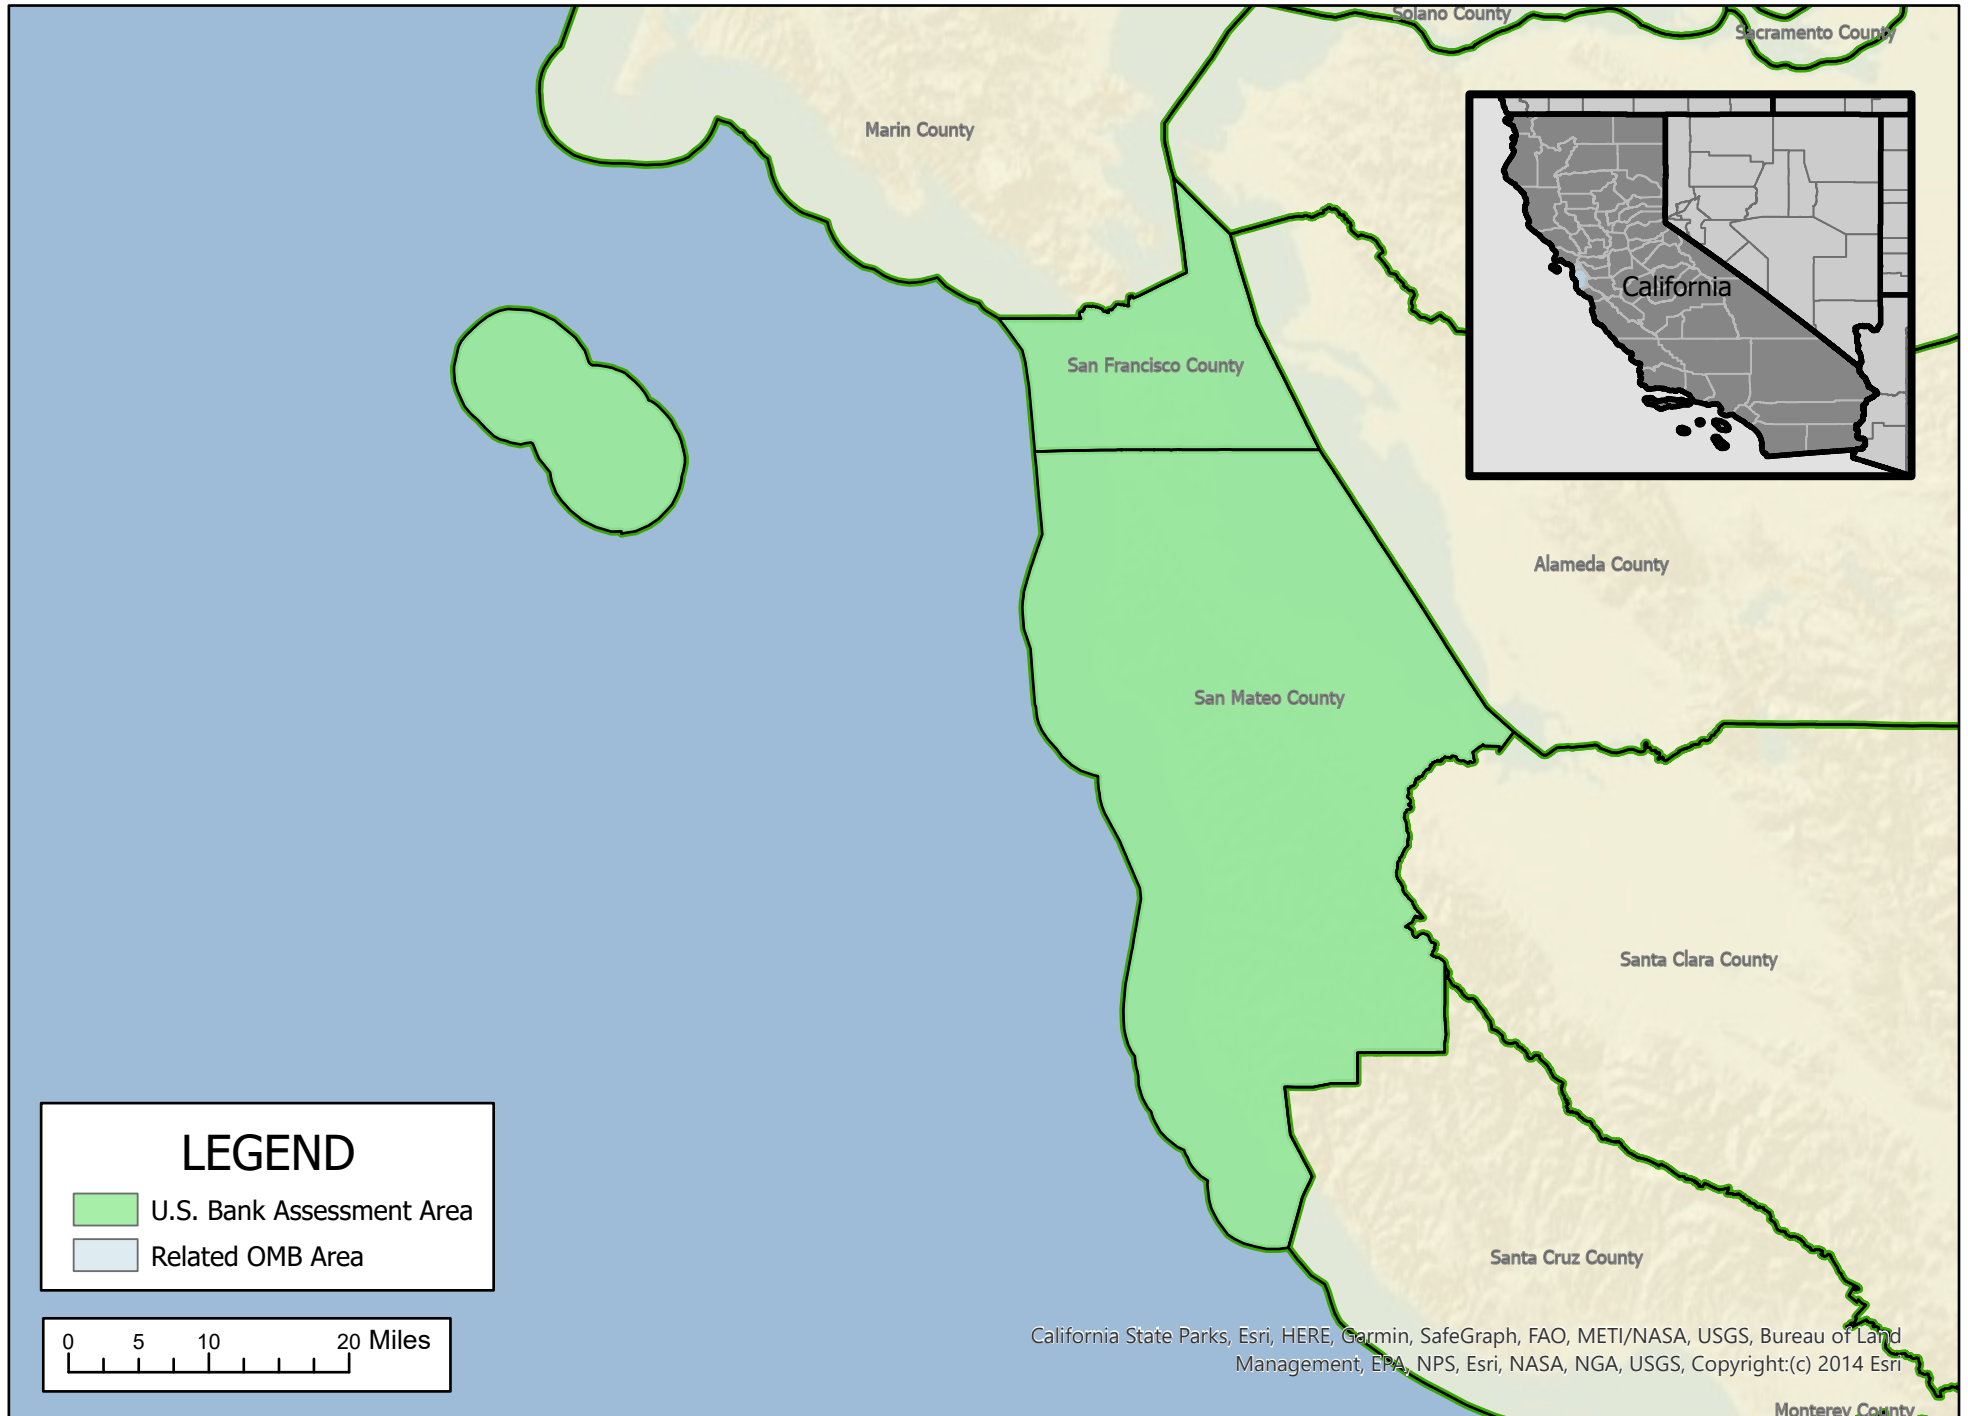 Solano County
Sacramento County
Marin County
California
San Francisco County
Alameda County
San Mateo County
Santa Clara County
LEGEND
U.S. Bank Assessment Area
Related OMB Area
Santa Cruz County
0 5 10 20 Miles
California State Parks, Esri, HERE, Garmin, SafeGraph, FAO, METI/NASA, USGS, Bureau of Land
Management, EPA, NPS, Esri, NASA, NGA, USGS, Copyright:(c) 2014 Esri
Monterey County